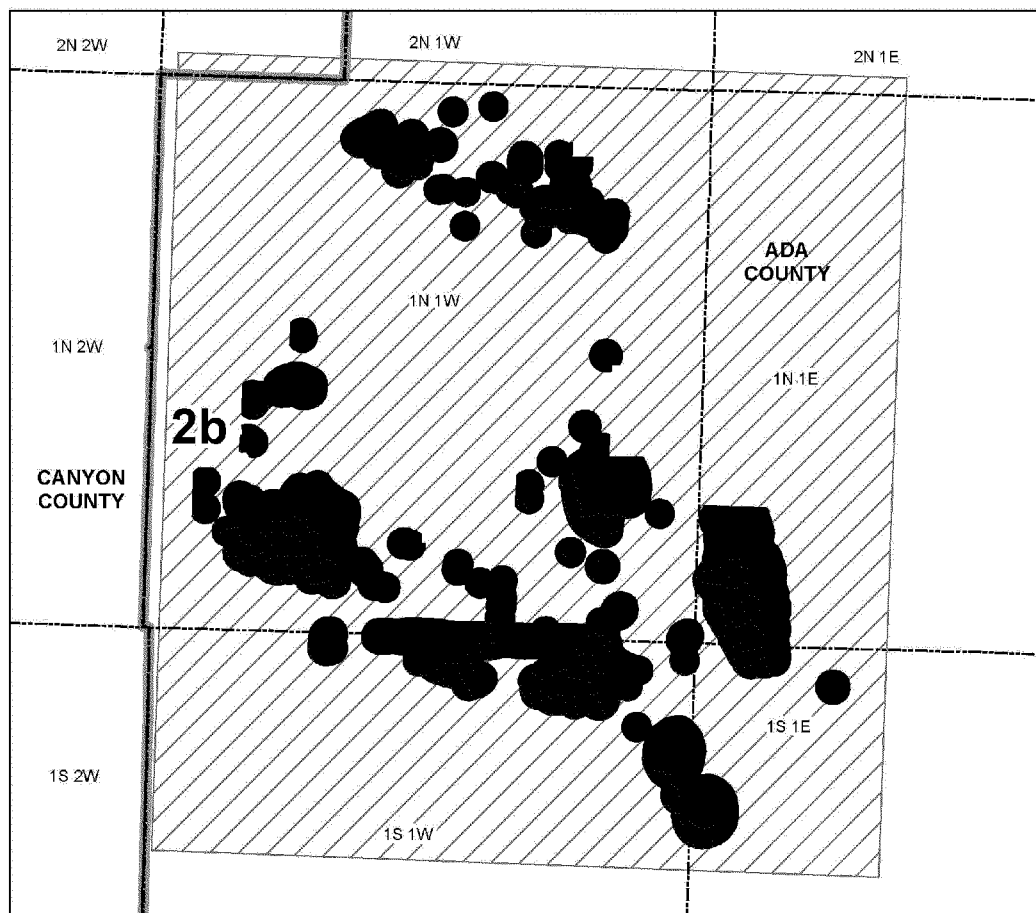 2N 2W
2N 1W
2N 1E
ADA
COUNTY
1N 1W
1N 2W
1N 1E
2b
CANYON
COUNTY
1S 1E
1S 2W
1S 1W